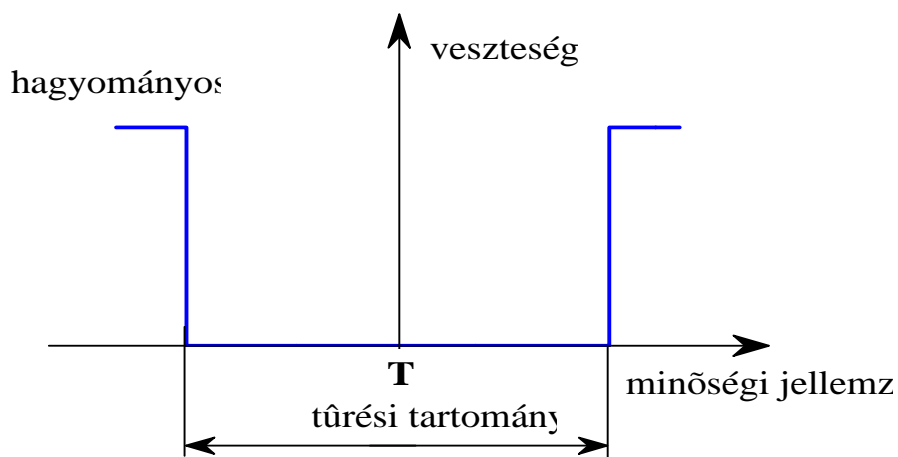 veszteség
hagyományos
T
minõségi jellemz
tûrési tartomány